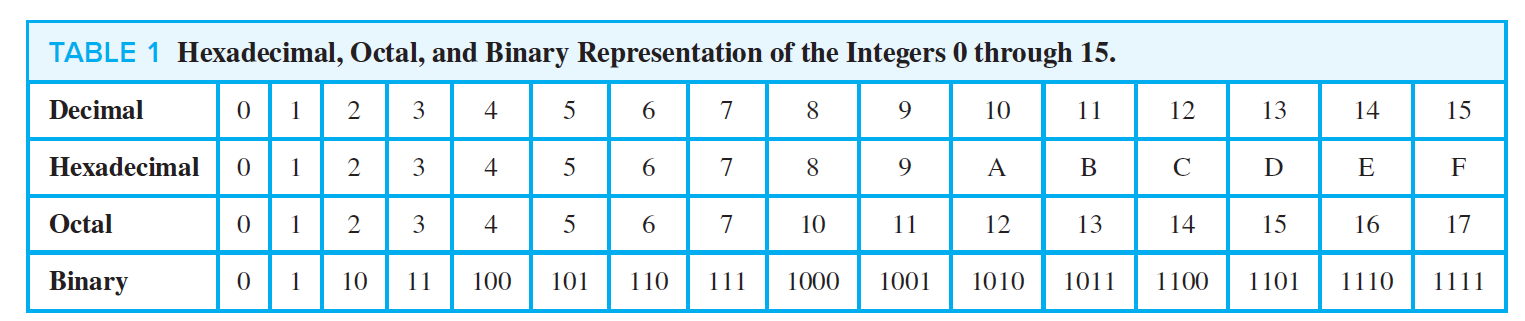 TABLE 1 Hexadecimal, Octal, and Binary Representation of the Integers 0 through 15.
Decimal 0 1 2 3 4 5 6 7 8 9 10 11 12 13 14 15
Hexadecimal 0 1 2 3 4 5 6 7 8 9 A B C D E F
Octal 0 1 2 3 4 5 6 7 10 11 12 13 14 15 16 17
Binary 0 1 10 11 100 101 110 111 1000 1001 1010 1011 1100 1101 1110 1111